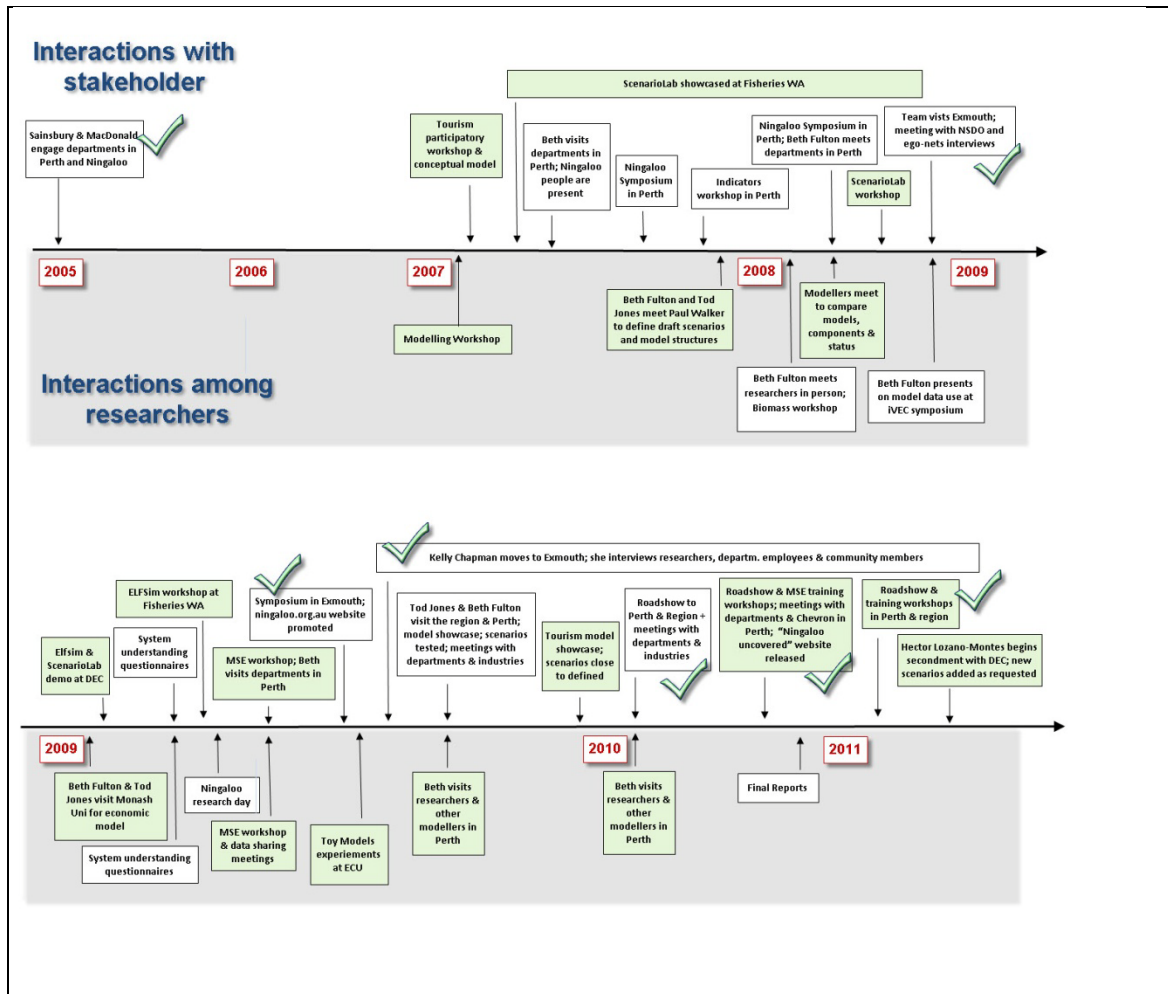 Interactions with
stakeholder
ScenarioLab showcased at Fisheries WA
Sainsbury & MacDonald
engage departments in
Perth and Ningaloo
Tourism
participatory
workshop &
conceptual model
Beth visits
departments in
Perth; Ningaloo
people are
present
Ningaloo
Symposium
in Perth
Indicators
workshop in Perth
Ningaloo Symposium in
Perth; Beth Fulton meets
departments in Perth
ScenarioLab
workshop
Team vists Exmouth;
meeting with NSDO and
ego-nets interviews
2005
2006
2007
2008
2009
Modelling Workshop
Beth Fulton and Tod
Jones meet Paul Walker
to define draft scenarios
and model structures
Modellers meet
to compare
models,
components &
status
Beth Fulton meets
researchers in person;
Biomass workshop
Beth Fulton presents
on model data use at
iVEC symposium
Interactions among
researchers
Kelly Chapman moves to Exmouth; she interviews researchers, departm. employees & community members
Elfsim &
ScenarioLab
demo at DEC
System
understanding
questionnaires
ELFSim workshop at
Fisheries WA
MSE workshop; Beth
visits departments in
Perth
Symposium in Exmouth;
ningaloo.org.au website
promoted
Tod Jones & Beth Fulton
visit the region & Perth;
model showcase; scenarios
tested; meetings with
departments & industries
Tourism model
showcase;
scenarios close
to defined
Roadshow to
Perth & Region +
meetings with
departments &
industries
Roadshow & MSE training
workshops; meetings with
departments & Chevron in
Perth; "Ningaloo
uncovered" website
released
Roadshow &
training workshops
in Perth & region
Hector Lozano-Montes begins
secondment with DEC; new
scenarios added as requested
2009
2010
2011
Beth Fulton & Tod
Jones visit Monash
Uni for economic
model
System understanding
questionnaires
Ningaloo
research day
MSE workshop
& data sharing
meetings
Toy Models
experiements
at ECU
Beth visits
researchers &
other
modellers in
Perth
Beth visits
researchers &
other
modellers in
Perth
Final Reports